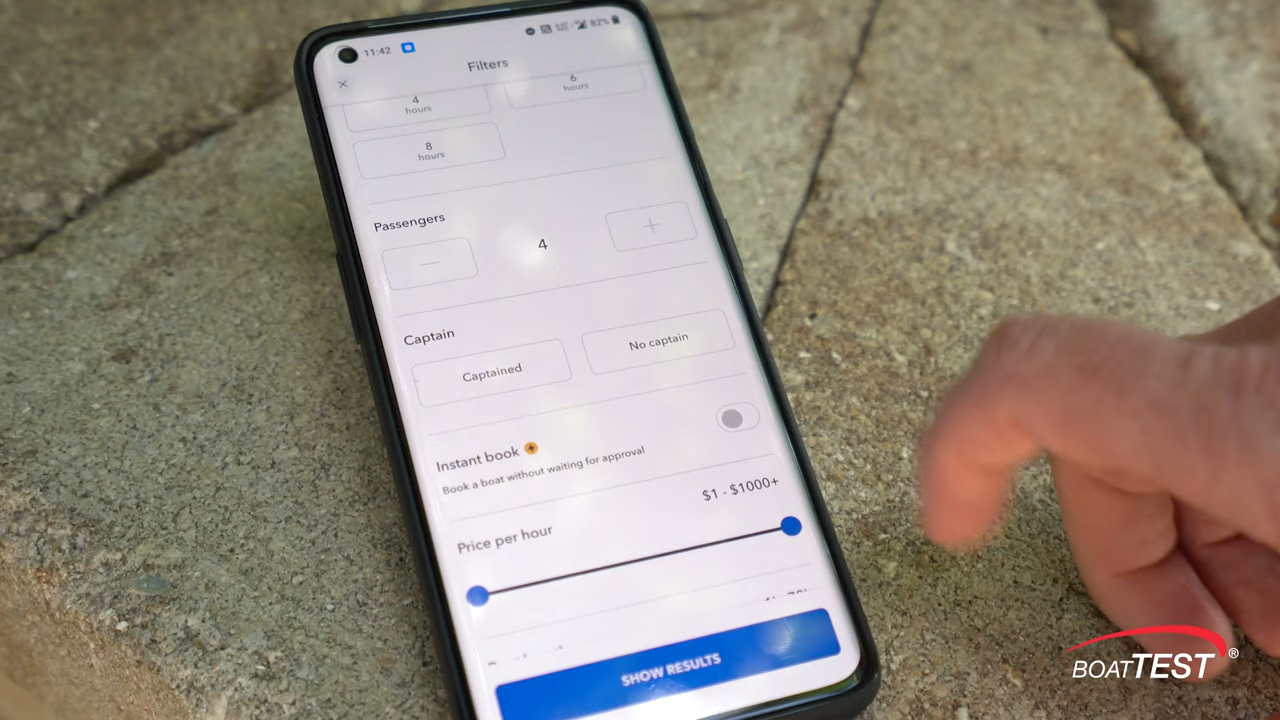 11:42
82%
Filters
4
hours
6
hours
8
hours
Passengers
4
Captain
Captained
No captain
Instant book
Book a boat without waiting for approval
$1 - $1000+
Price per hour
SHOW RESULTS
BOATTEST®